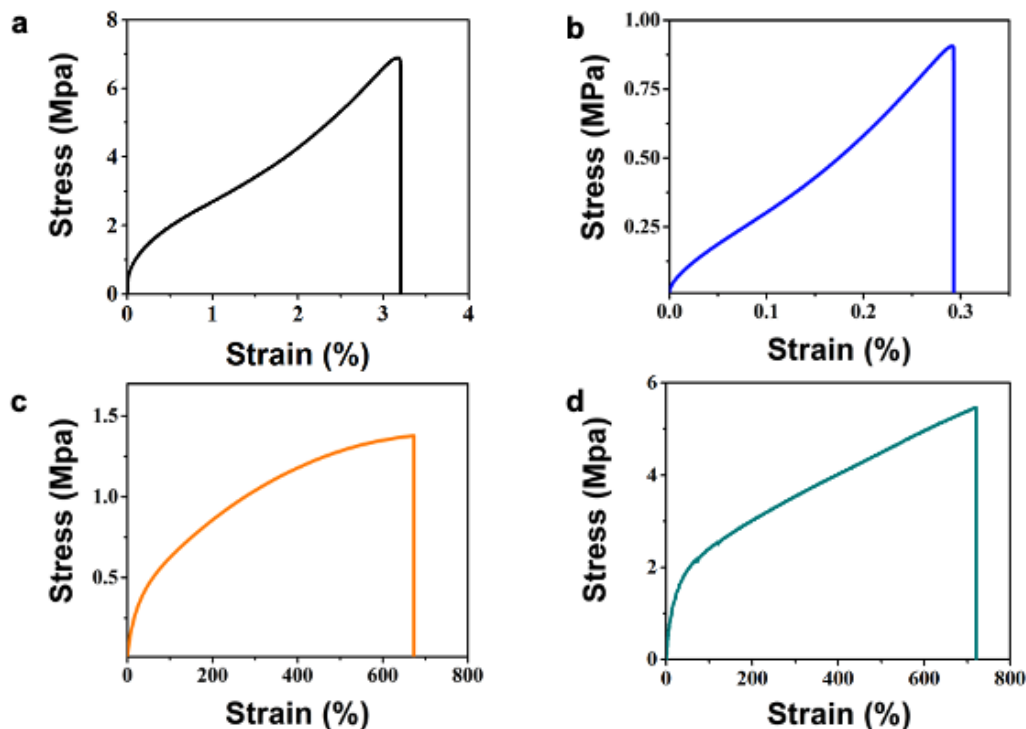 a
Stress (Mpa)
8
6
4
2
0
0 1 2 3 4
Strain (%)
b
Stress (MPa)
1.00
0.75
0.50
0.25
0.0 0.1 0.2 0.3
Strain (%)
c
Stress (Mpa)
1.5
1.0
0.5
0 200 400 600 800
Strain (%)
d
Stress (Mpa)
6
4
2
0
0 200 400 600 800
Strain (%)